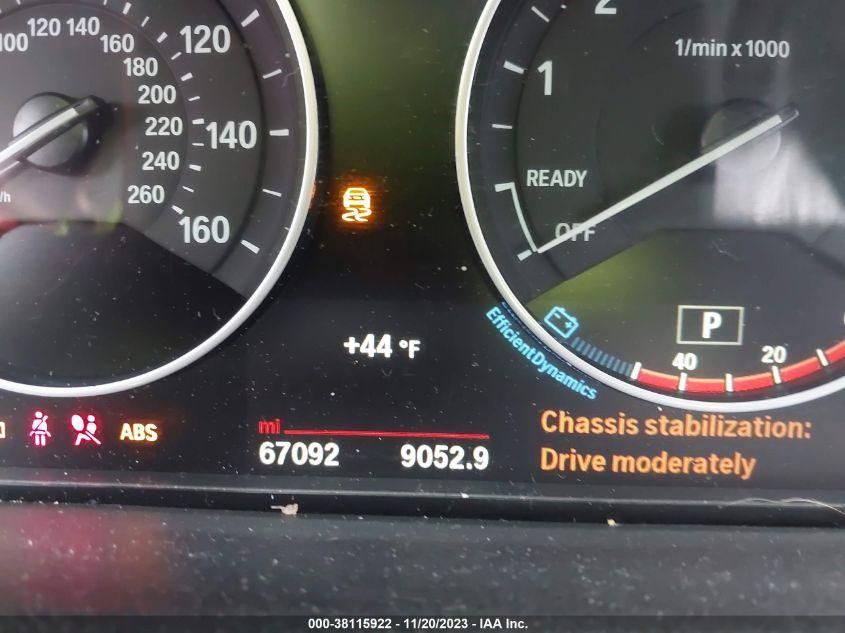 100 120 140 160 180 200 220 240 260
120 140 160
/h
1 2
1/min x 1000
READY
OFF
+44 °F
EfficientDynamics
P
40 20
ABS
mi
67092 9052.9
Chassis stabilization:
Drive moderately
000-38115922 - 11/20/2023 - IAA Inc.